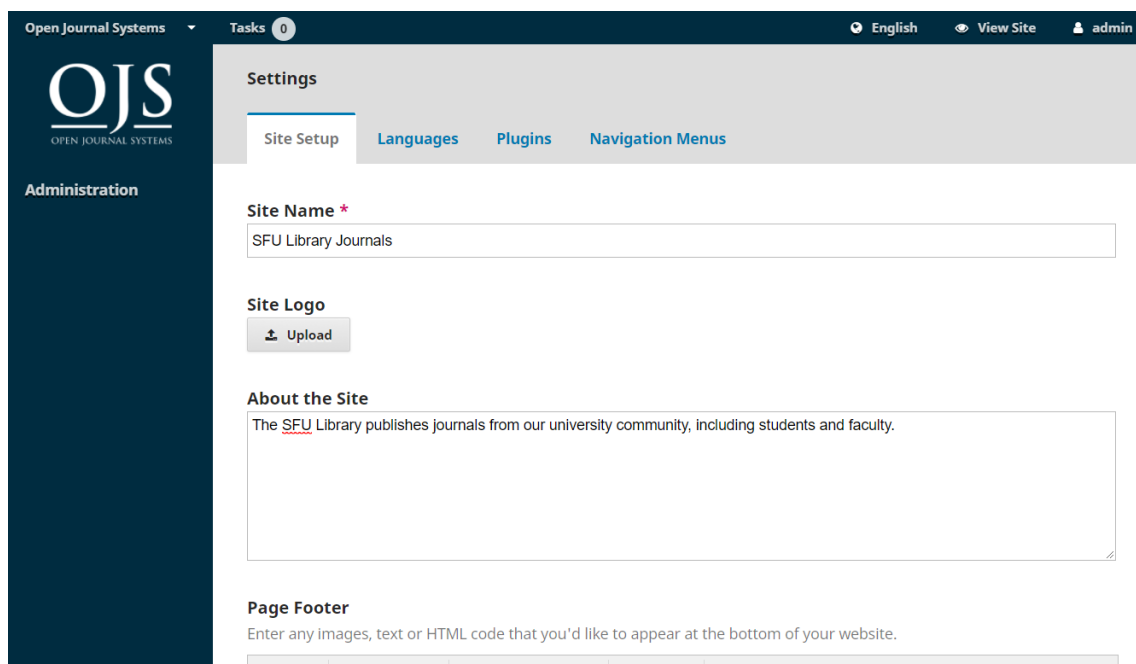 Open Journal Systems Tasks 0 English View Site admin
OJS
OPEN JOURNAL SYSTEMS
Administration
Settings
Site Setup Languages Plugins Navigation Menus
Site Name *
SFU Library Journals
Site Logo
Upload
About the Site
The SFU Library publishes journals from our university community, including students and faculty.
Page Footer
Enter any images, text or HTML code that you'd like to appear at the bottom of your website.